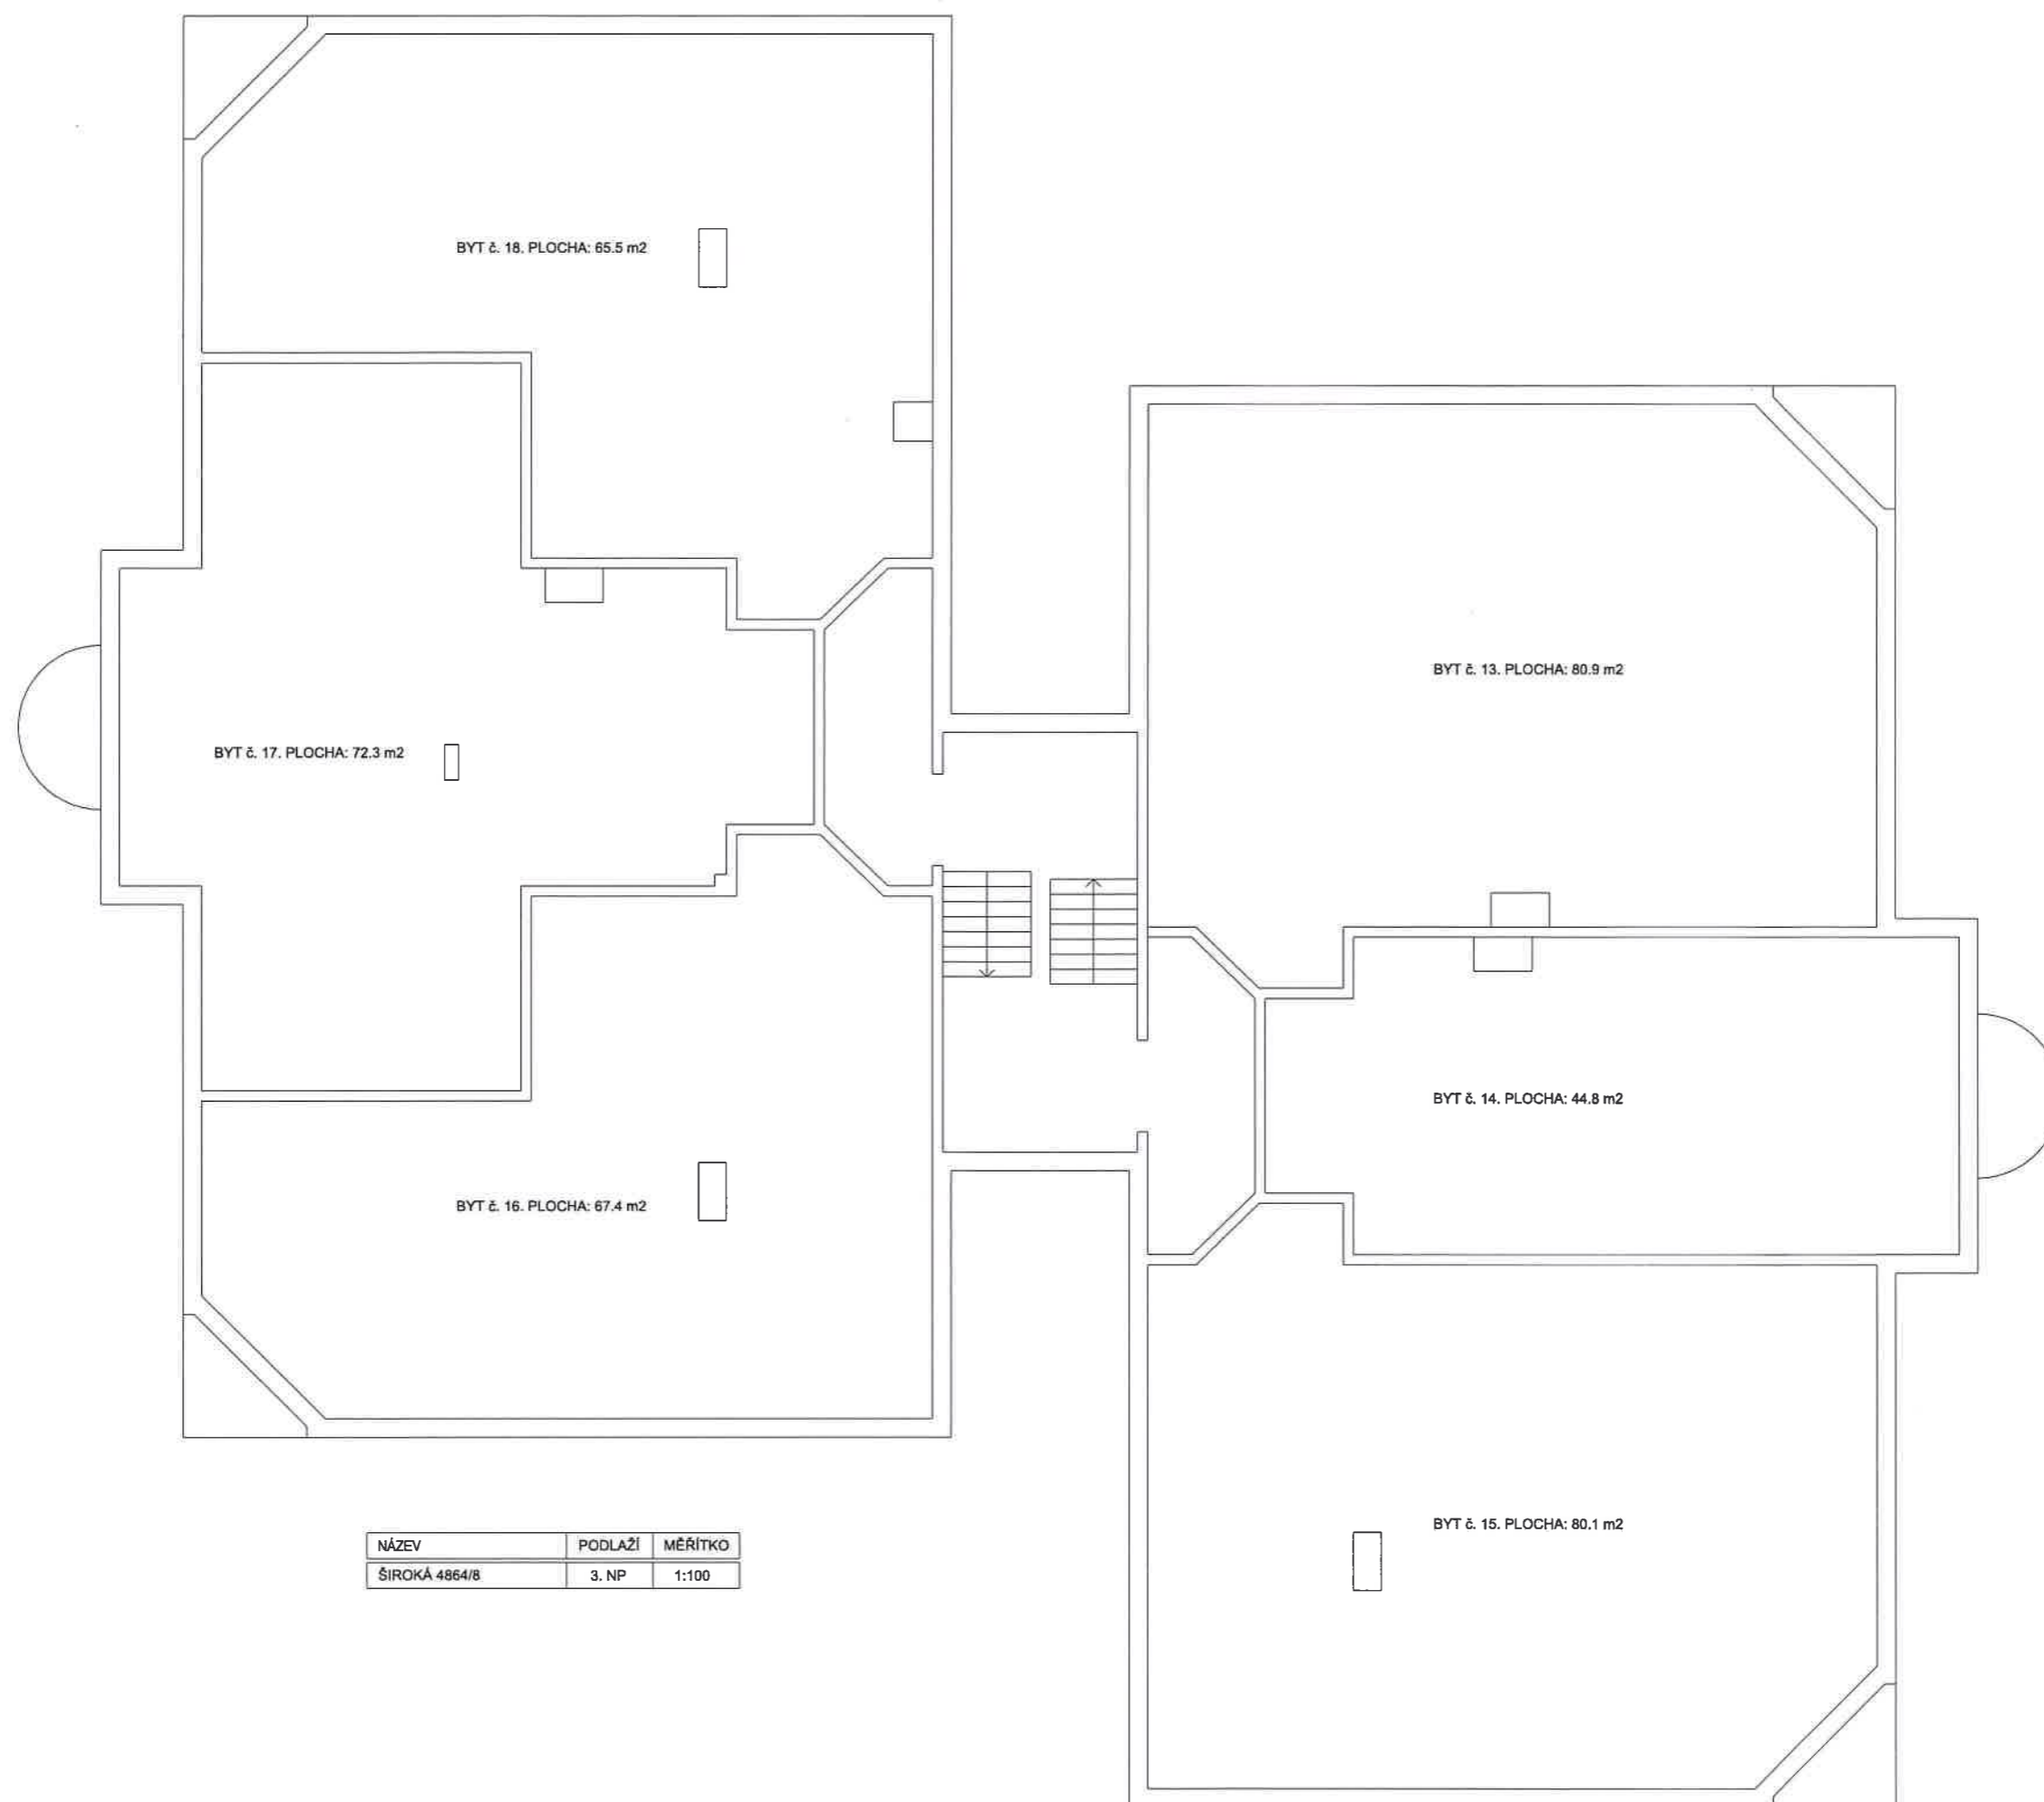 BYT č. 18. PLOCHA: 65.5 m2
BYT č. 13. PLOCHA: 80.9 m2
BYT č. 17. PLOCHA: 72.3 m2
BYT č. 14. PLOCHA: 44.8 m2
BYT č. 16. PLOCHA: 67.4 m2
BYT č. 15. PLOCHA: 80.1 m2
NÁZEV PODLAŽÍ MĚŘÍTKO
ŠIROKÁ 4864/8 3. NP 1:100